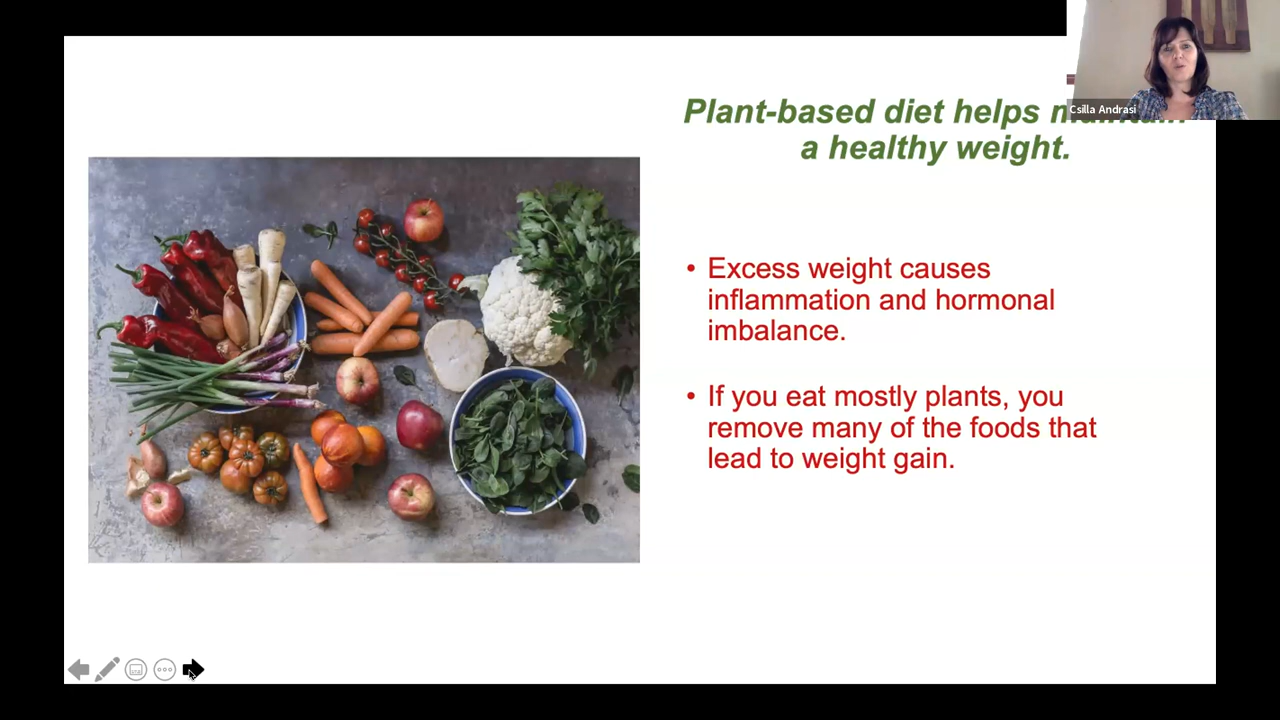 Plant-based diet helps
a healthy weight.
Csilla Andrasi
• Excess weight causes
inflammation and hormonal
imbalance.
• If you eat mostly plants, you
remove many of the foods that
lead to weight gain.